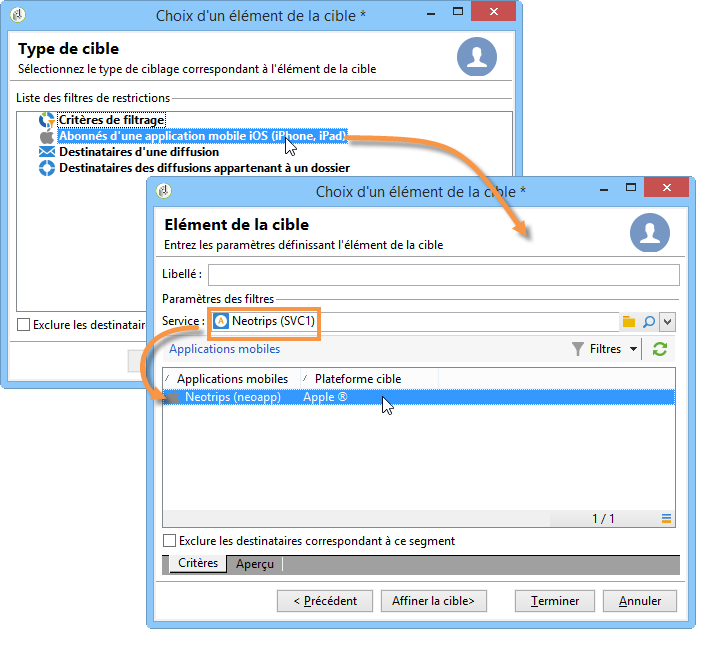 Choix d'un élément de la cible *
Type de cible
Sélectionnez le type de ciblage correspondant à l'élément de la cible
Liste des filtres de restrictions
Critères de filtrage
Abonnés d'une application mobile iOS (iPhone, iPad)
Destinataires d'une diffusion
Destinataires des diffusions appartenant à un dossier
Exclure les destinatair
Choix d'un élément de la cible *
Elément de la cible
Entrez les paramètres définissant l'élément de la cible
Libellé :
Paramètres des filtres
Service : Neotrips (SVC1)
Applications mobiles Filtres
Applications mobiles Plateforme cible
Neotrips (neoapp) Apple ®
1 / 1
Exclure les destinataires correspondant à ce segment
Critères Aperçu
< Précédent Affiner la cible> Terminer Annuler